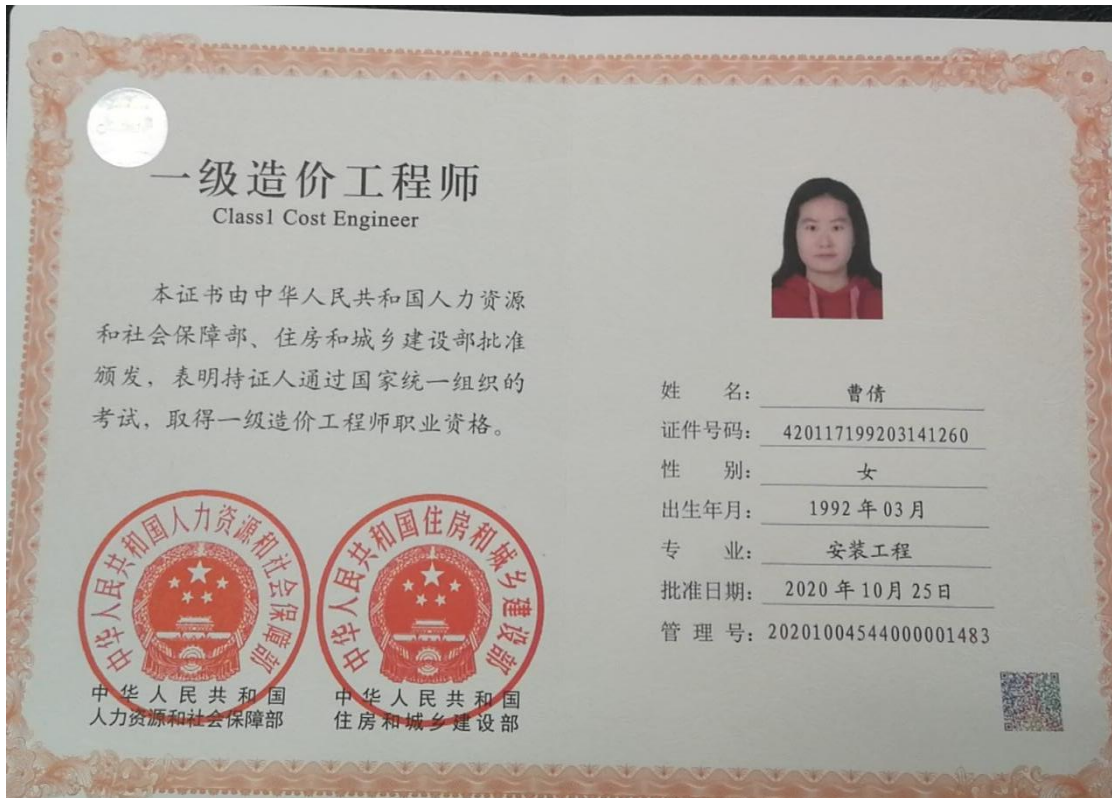 一级造价工程师
Class1 Cost Engineer
本证书由中华人民共和国人力资源
和社会保障部、住房和城乡建设部批准
颁发,表明持证人通过国家统一组织的
考试,取得一级造价工程师职业资格。
中华人民共和国人力资源和社会保障部
中华人民共和国住房和城乡建设部
中华人民共和国
人力资源和社会保障部
中华人民共和国
住房和城乡建设部
姓名:曹倩
证件号码:420117199203141260
性别:女
出生年月:1992年03月
专业:安装工程
批准日期:2020年10月25日
管理号:20201004544000001483